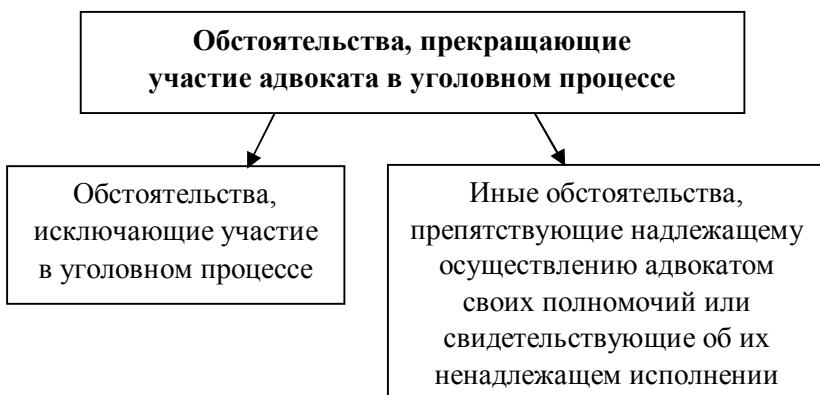 Обстоятельства, прекращающие
участие адвоката в уголовном процессе
Обстоятельства,
исключающие участие
в уголовном процессе
Иные обстоятельства,
препятствующие надлежащему
осуществлению адвокатом
своих полномочий или
свидетельствующие об их
ненадлежащем исполнении